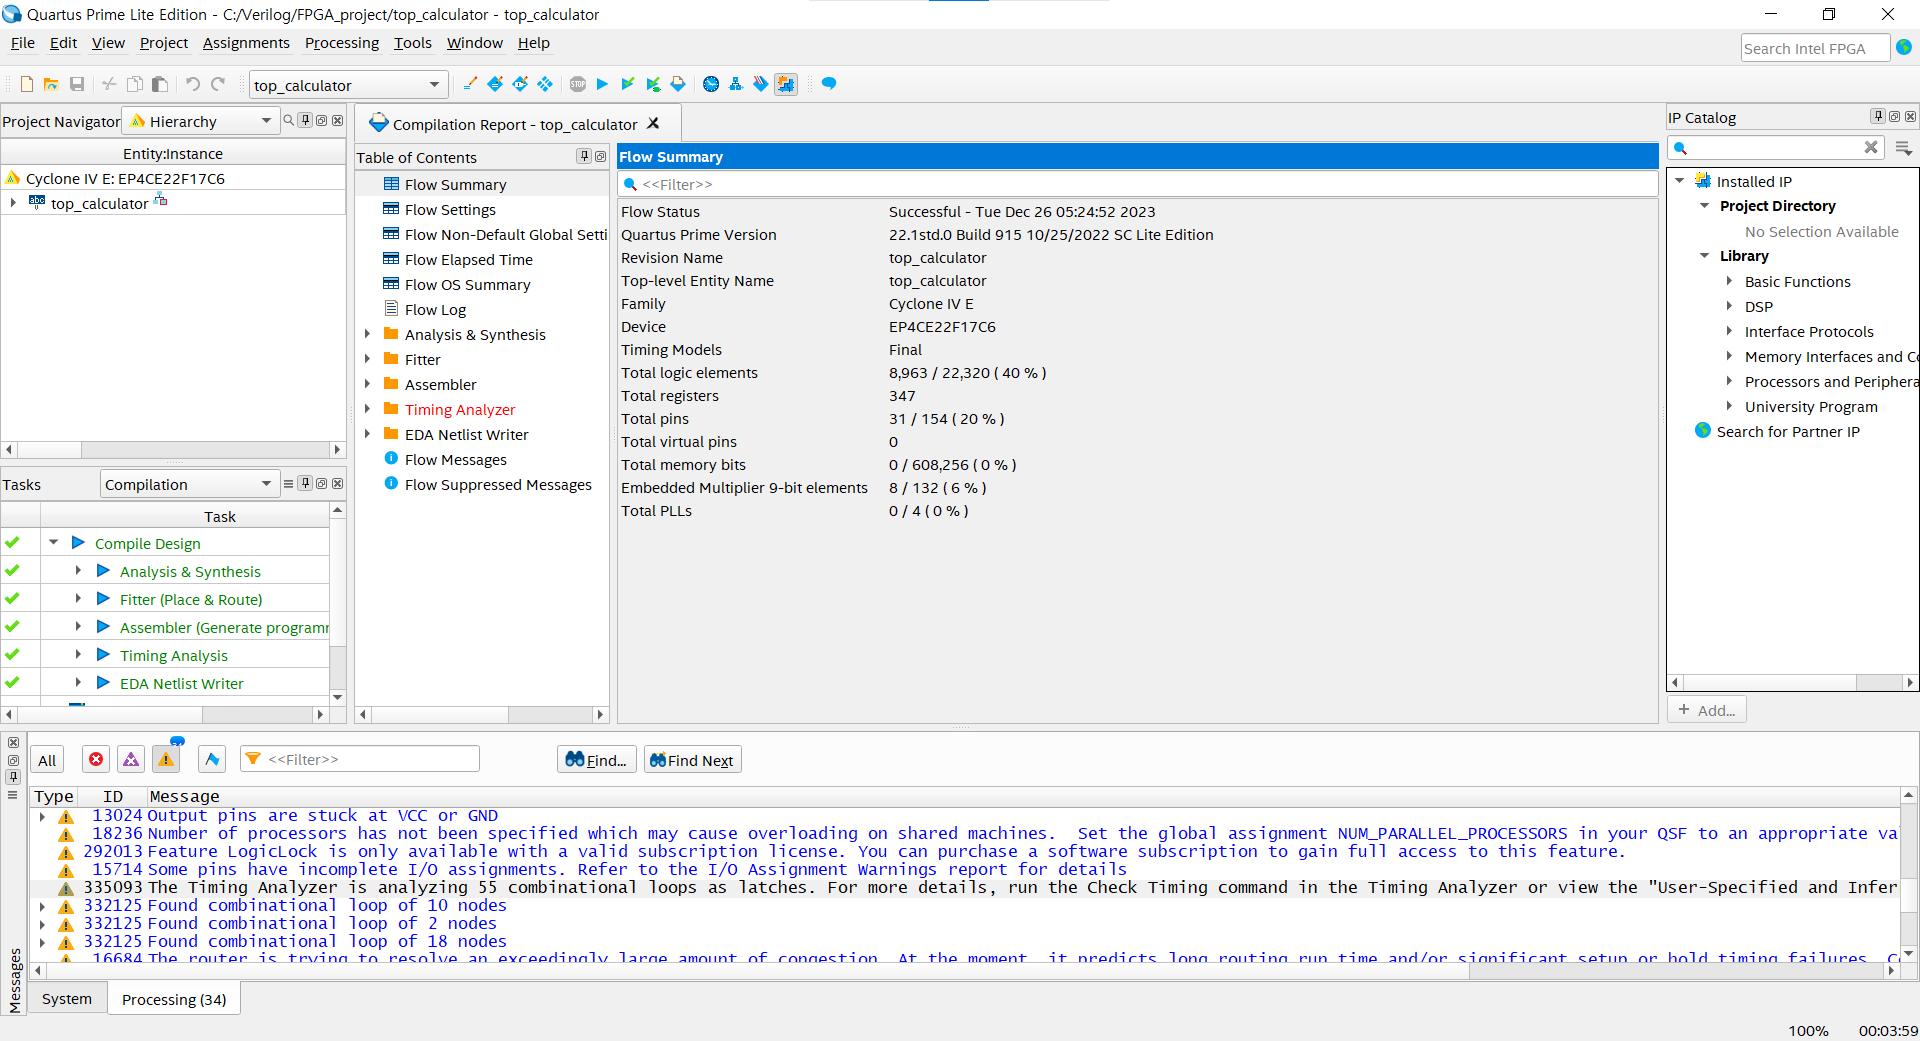 Quartus Prime Lite Edition - C:/Verilog/FPGA_project/top_calculator - top_calculator
File Edit View Project Assignments Processing Tools Window Help
Search Intel FPGA
top_calculator
Project Navigator Hierarchy
Entity:Instance
Cyclone IV E: EP4CE22F17C6
top_calculator
Tasks Compilation
Task
Compile Design
Analysis & Synthesis
Fitter (Place & Route)
Assembler (Generate programm
Timing Analysis
EDA Netlist Writer
Compilation Report - top_calculator
Table of Contents
Flow Summary
Flow Settings
Flow Non-Default Global Setti
Flow Elapsed Time
Flow OS Summary
Flow Log
Analysis & Synthesis
Fitter
Assembler
Timing Analyzer
EDA Netlist Writer
Flow Messages
Flow Suppressed Messages
Flow Summary
<<Filter>>
Flow Status Successful - Tue Dec 26 05:24:52 2023
Quartus Prime Version 22.1std.0 Build 915 10/25/2022 SC Lite Edition
Revision Name top_calculator
Top-level Entity Name top_calculator
Family Cyclone IV E
Device EP4CE22F17C6
Timing Models Final
Total logic elements 8,963 / 22,320 ( 40 % )
Total registers 347
Total pins 31 / 154 ( 20 % )
Total virtual pins 0
Total memory bits 0 / 608,256 ( 0 % )
Embedded Multiplier 9-bit elements 8 / 132 ( 6 % )
Total PLLs 0 / 4 ( 0 % )
IP Catalog
Installed IP
Project Directory
No Selection Available
Library
Basic Functions
DSP
Interface Protocols
Memory Interfaces and Co
Processors and Periphera
University Program
Search for Partner IP
+ Add...
All <<Filter>> Find... Find Next
Type ID Message
13024 Output pins are stuck at VCC or GND
18236 Number of processors has not been specified which may cause overloading on shared machines.  Set the global assignment NUM_PARALLEL_PROCESSORS in your QSF to an appropriate va
292013 Feature LogicLock is only available with a valid subscription license. You can purchase a software subscription to gain full access to this feature.
15714 Some pins have incomplete I/O assignments. Refer to the I/O Assignment Warnings report for details
335093 The Timing Analyzer is analyzing 55 combinational loops as latches. For more details, run the Check Timing command in the Timing Analyzer or view the "User-Specified and Infer
332125 Found combinational loop of 10 nodes
332125 Found combinational loop of 2 nodes
332125 Found combinational loop of 18 nodes
16684 The router is trying to resolve an exceedingly large amount of congestion. At the moment, it predicts long routing run time and/or significant setup or hold timing failures.
Messages
System Processing (34)
100% 00:03:59